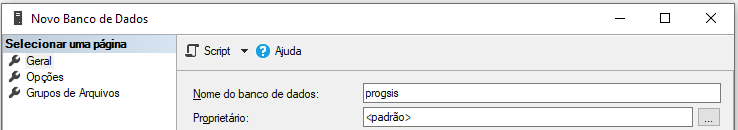 Novo Banco de Dados
Selecionar uma página
Geral
Opções
Grupos de Arquivos
Script
Ajuda
Nome do banco de dados: progsis
Proprietário: <padrão> ...